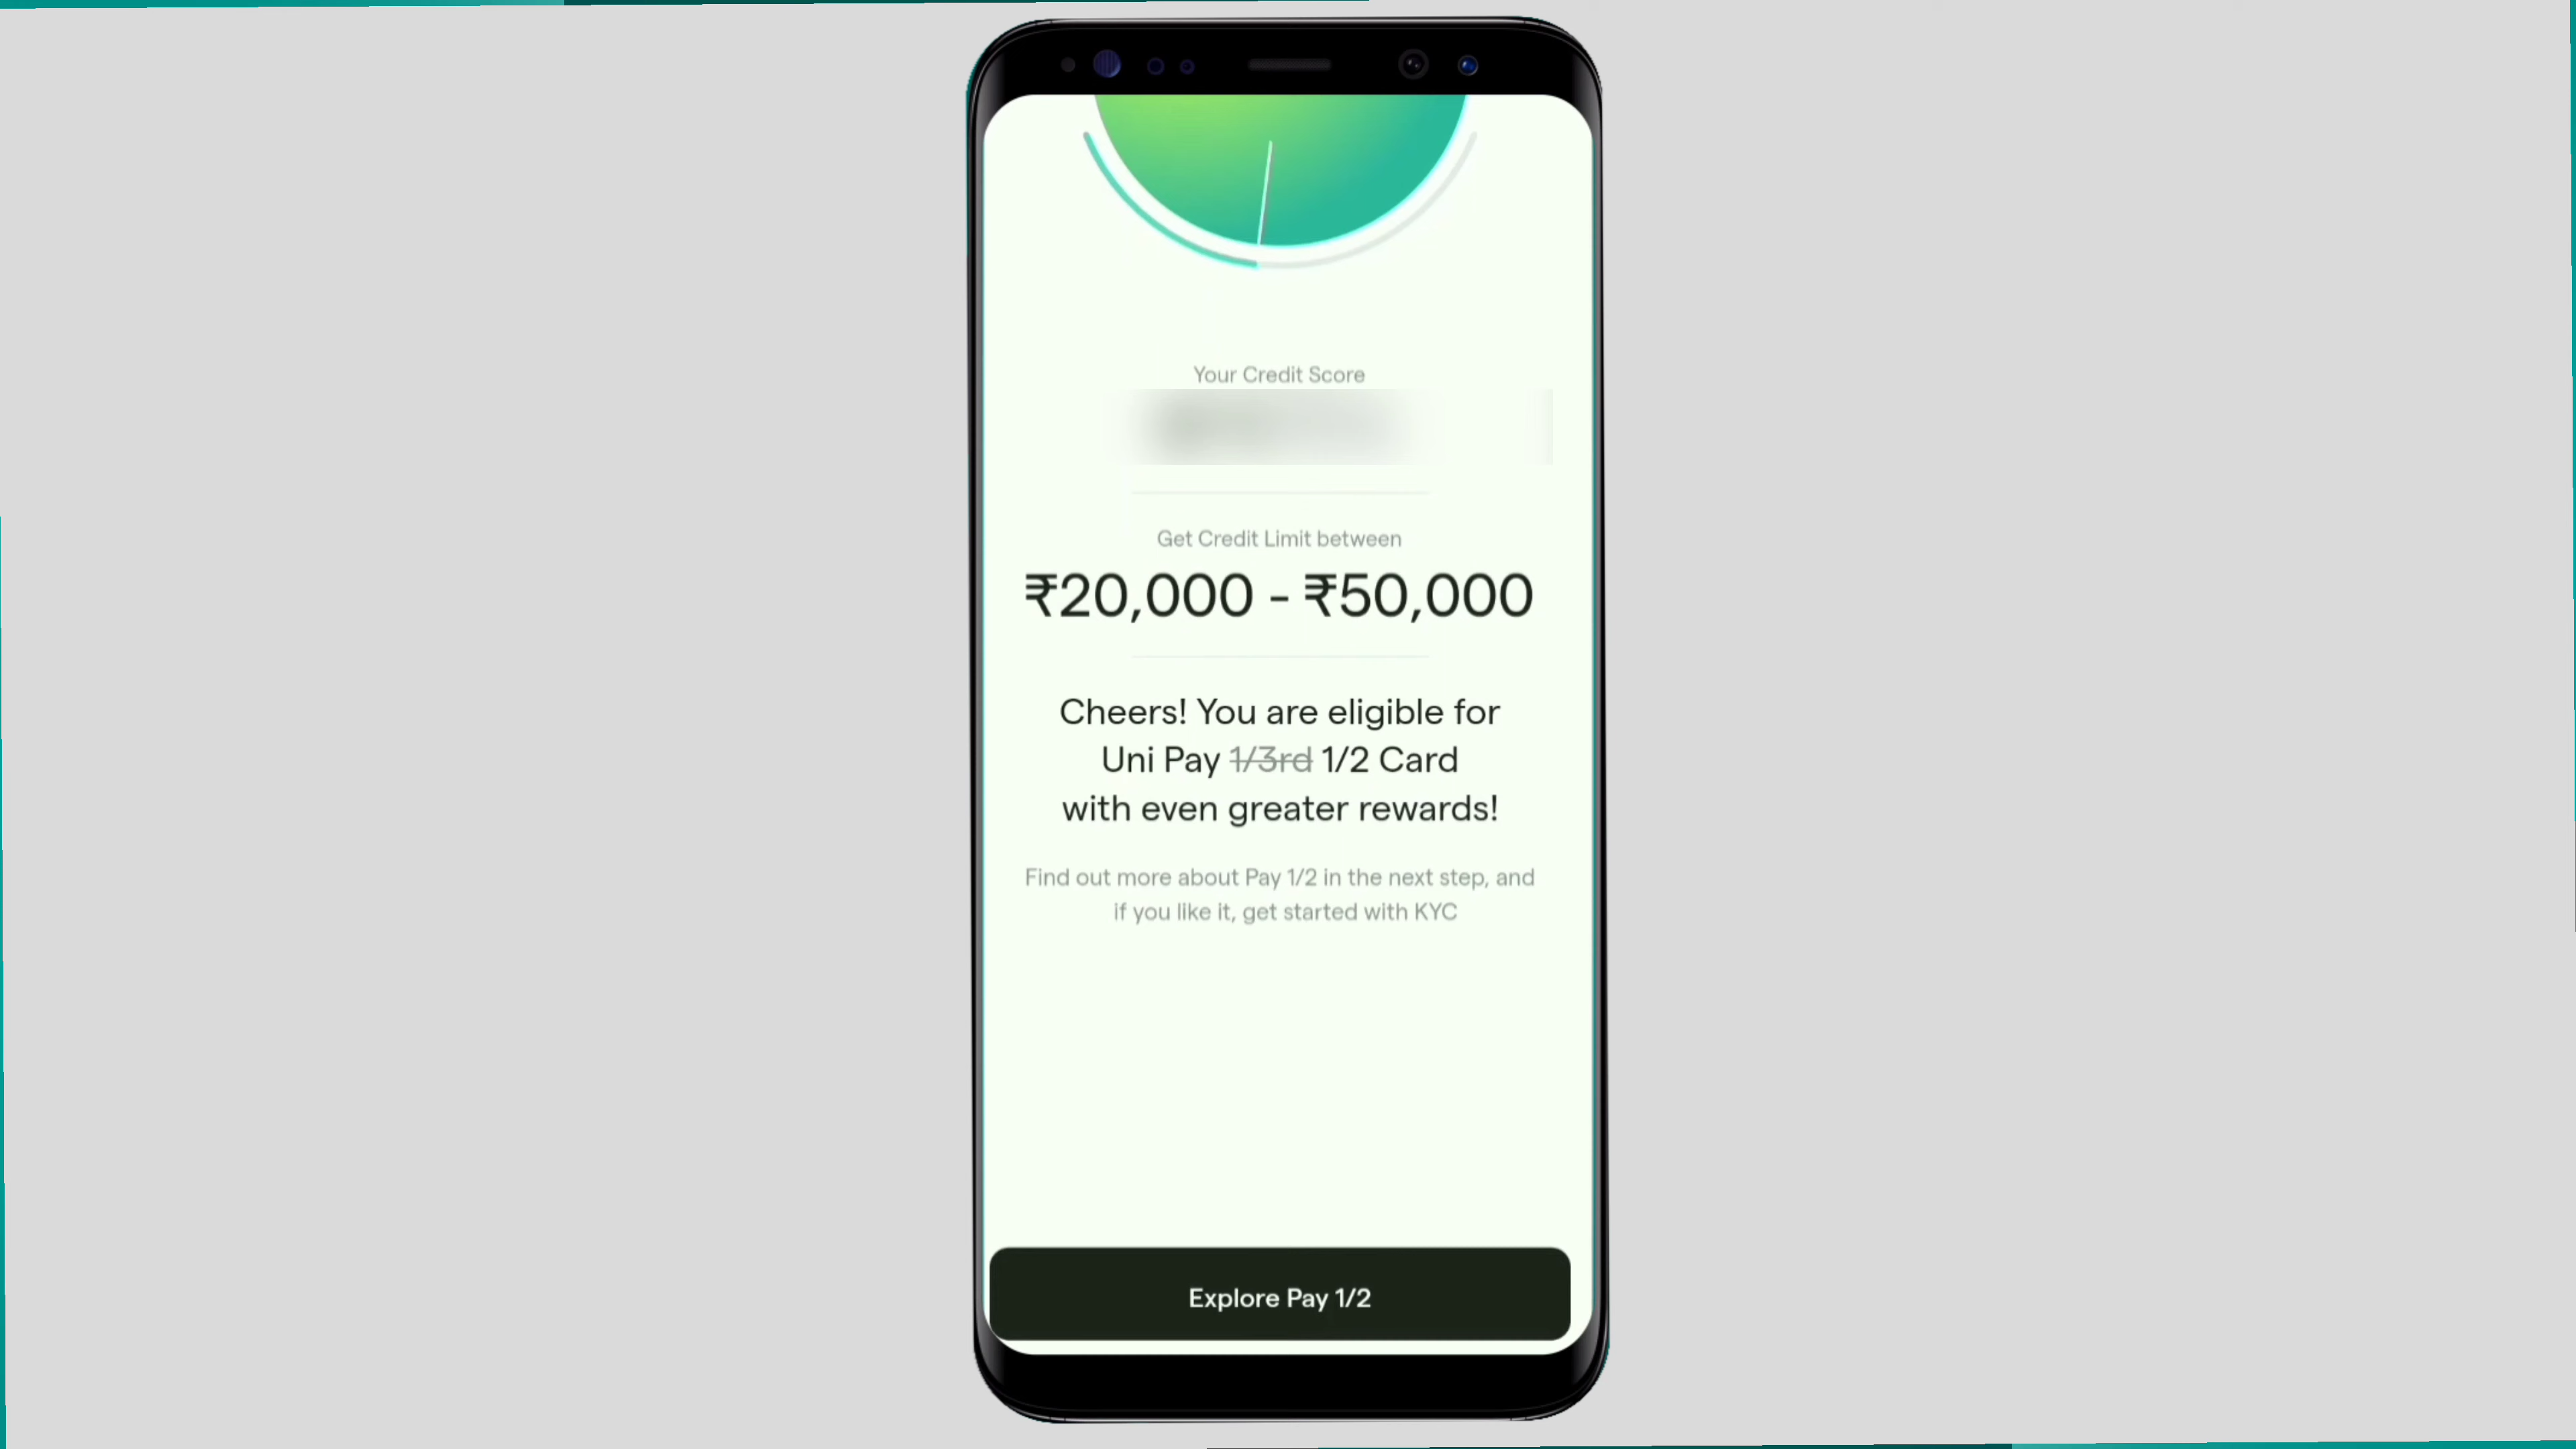 Your Credit Score
Get Credit Limit between
₹20,000 - ₹50,000
Cheers! You are eligible for
Uni Pay 1/3rd 1/2 Card
with even greater rewards!
Find out more about Pay 1/2 in the next step, and
if you like it, get started with KYC
Explore Pay 1/2